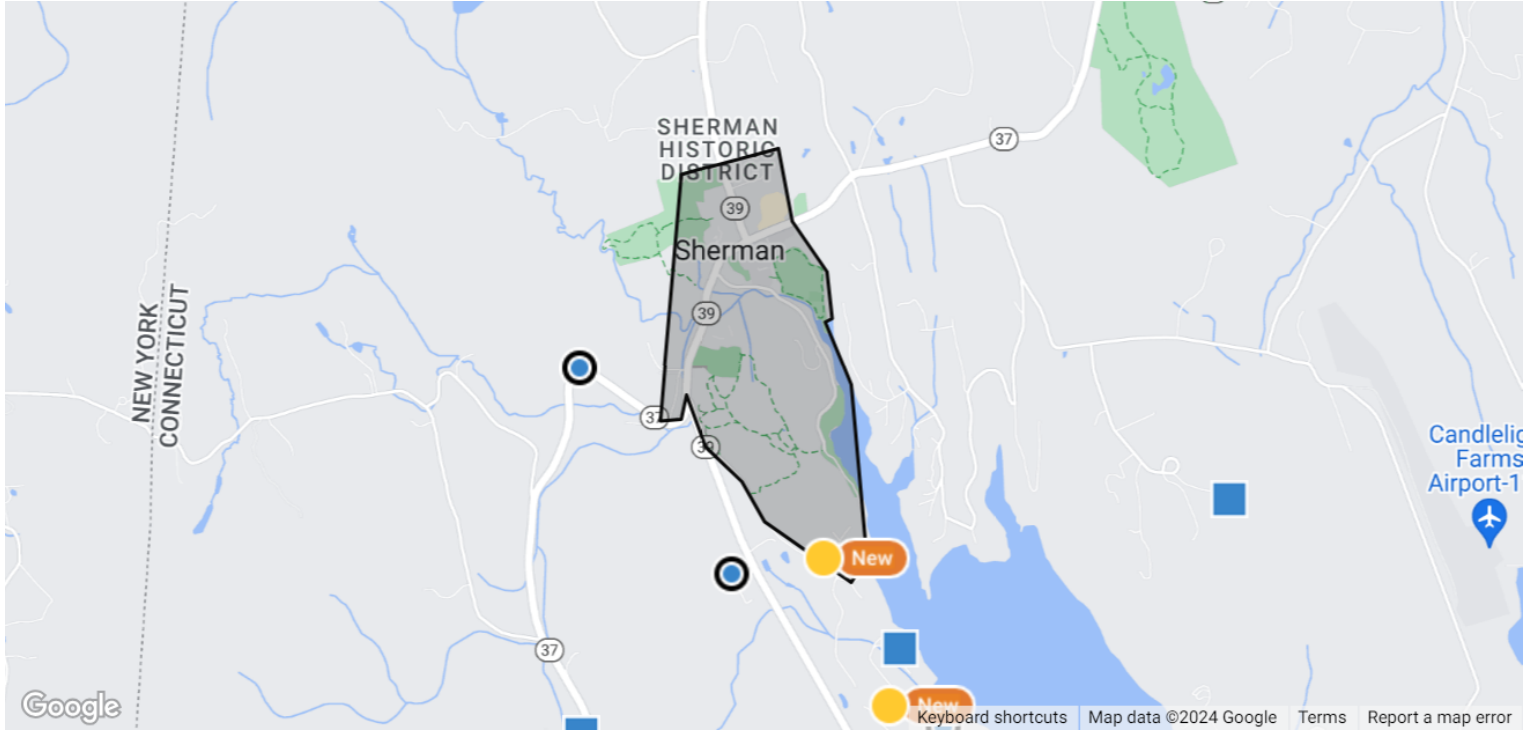 SHERMAN
HISTORIC
DISTRICT
37
39
Sherman
39
NEW YORK
CONNECTICUT
37
39
Candlelig
Farms
Airport-1
New
37
New
Google
Keyboard shortcuts
Map data ©2024 Google
Terms
Report a map error